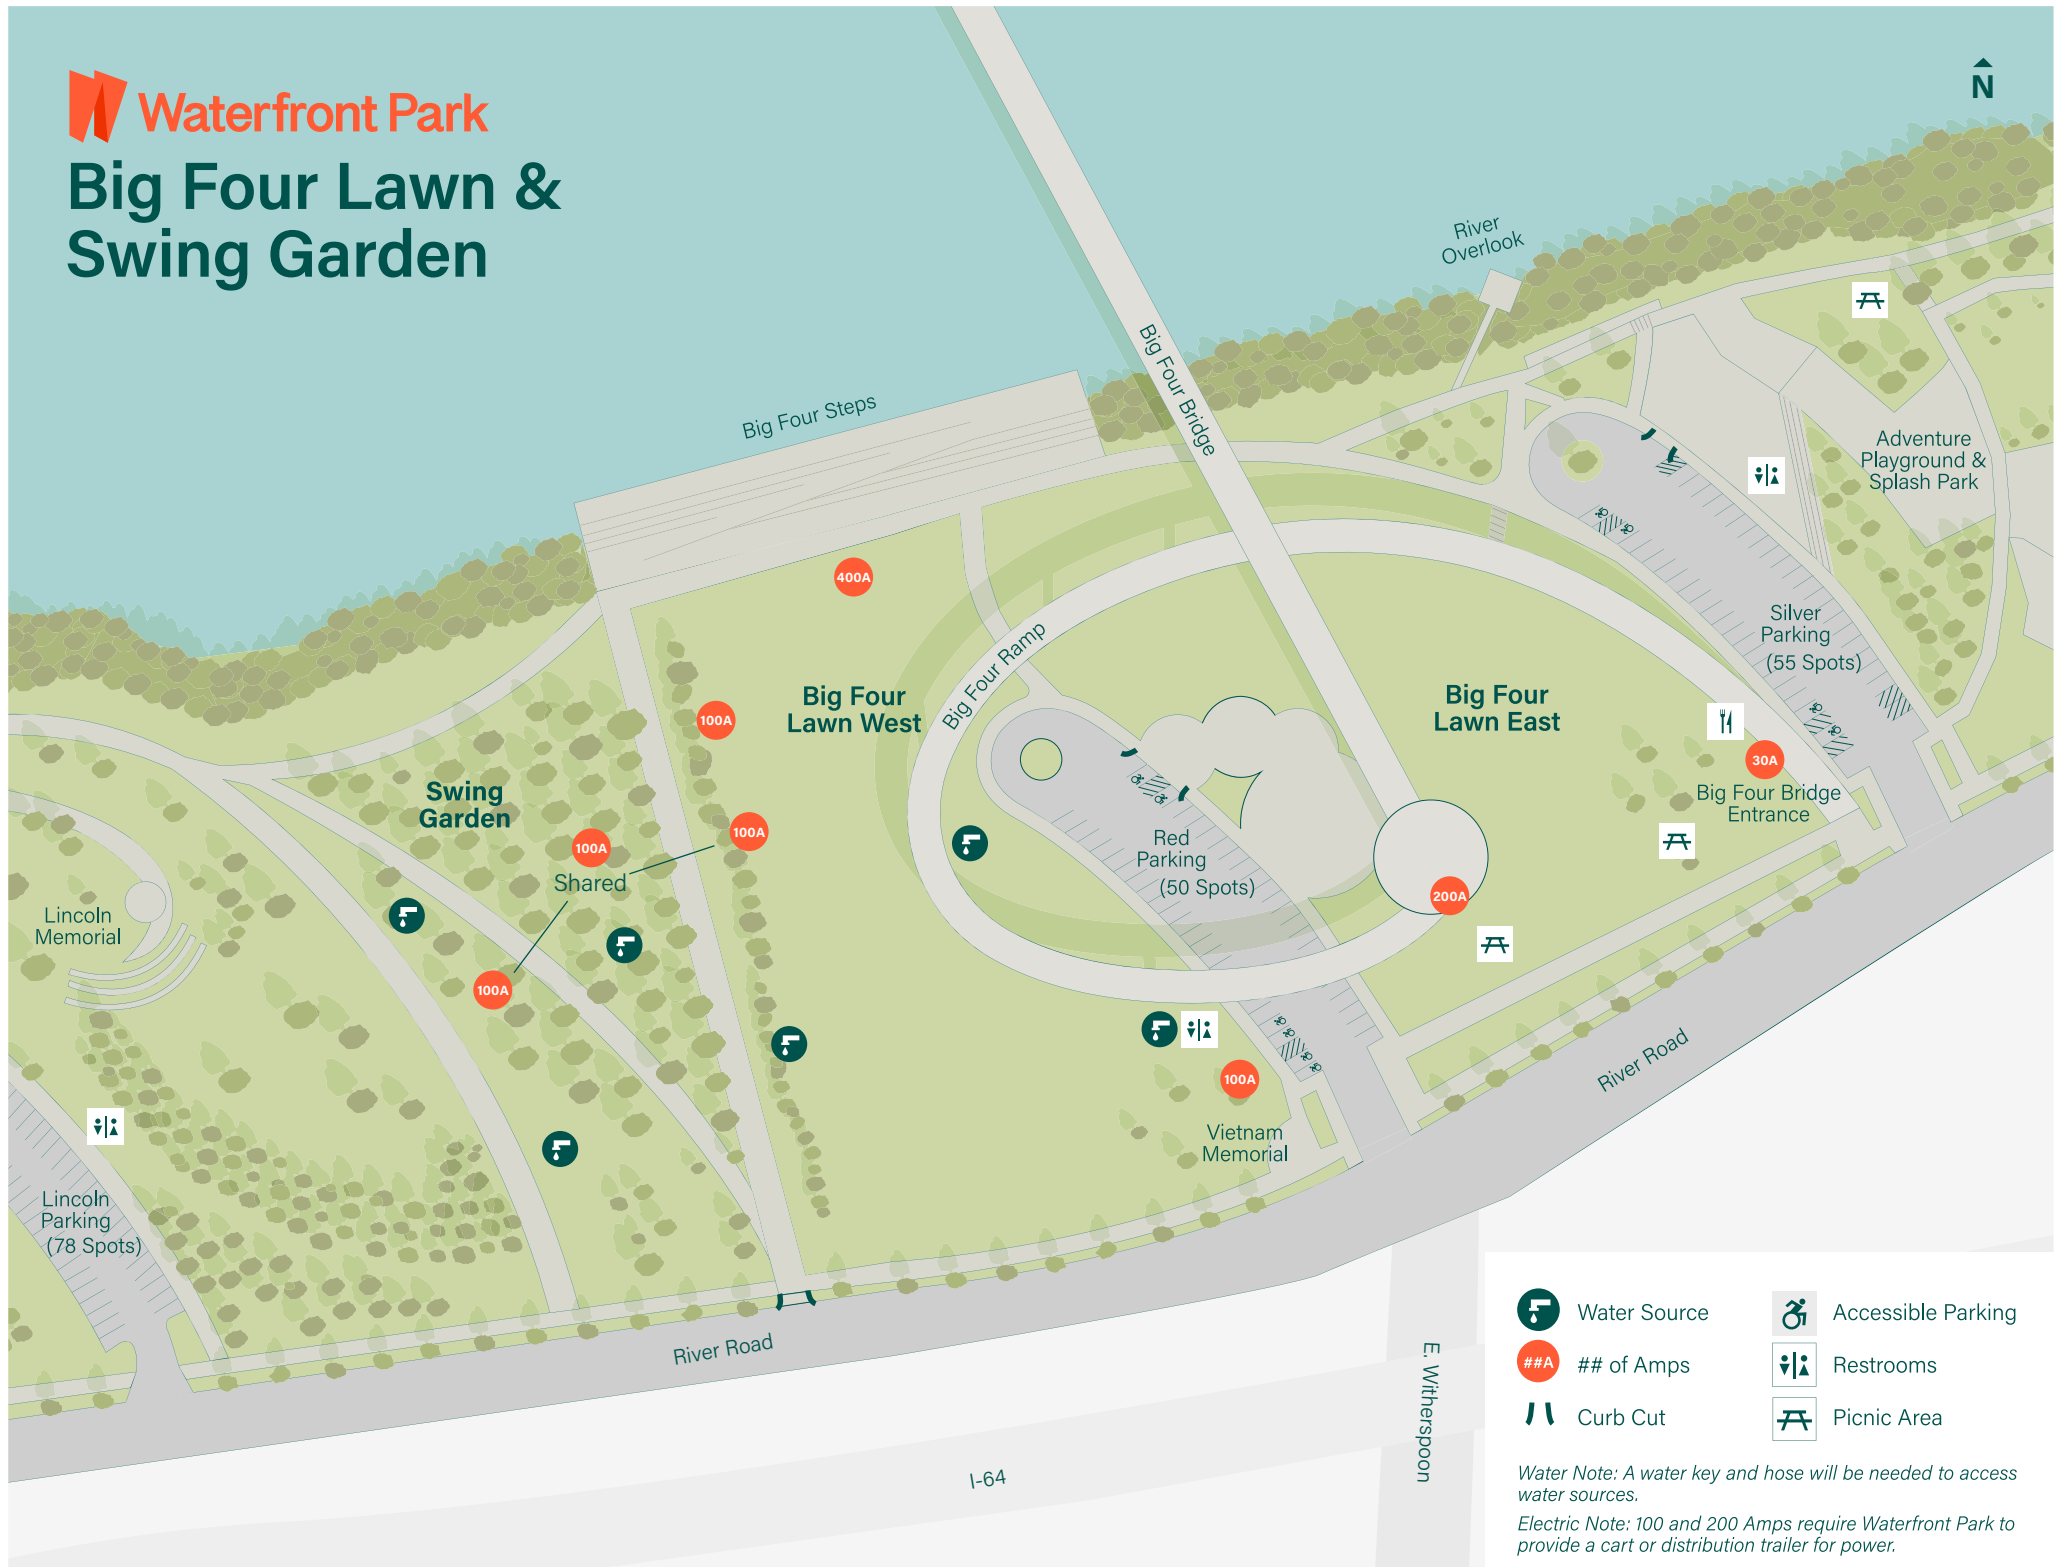 Waterfront Park
Big Four Lawn &
Swing Garden
N
River
Overlook
Big Four Bridge
Big Four Steps
Adventure
Playground &
Splash Park
400A
Silver
Parking
(55 Spots)
Big Four Ramp
Big Four
Lawn West
Big Four
Lawn East
100A
30A
Big Four Bridge
Entrance
Swing
Garden
100A
100A
Shared
Red
Parking
(50 Spots)
200A
Lincoln
Memorial
100A
100A
Vietnam
Memorial
River Road
Lincoln
Parking
(78 Spots)
River Road
E. Witherspoon
I-64
Water Source
Accessible Parking
##A
## of Amps
Restrooms
Curb Cut
Picnic Area
Water Note: A water key and hose will be needed to access
water sources.
Electric Note: 100 and 200 Amps require Waterfront Park to
provide a cart or distribution trailer for power.